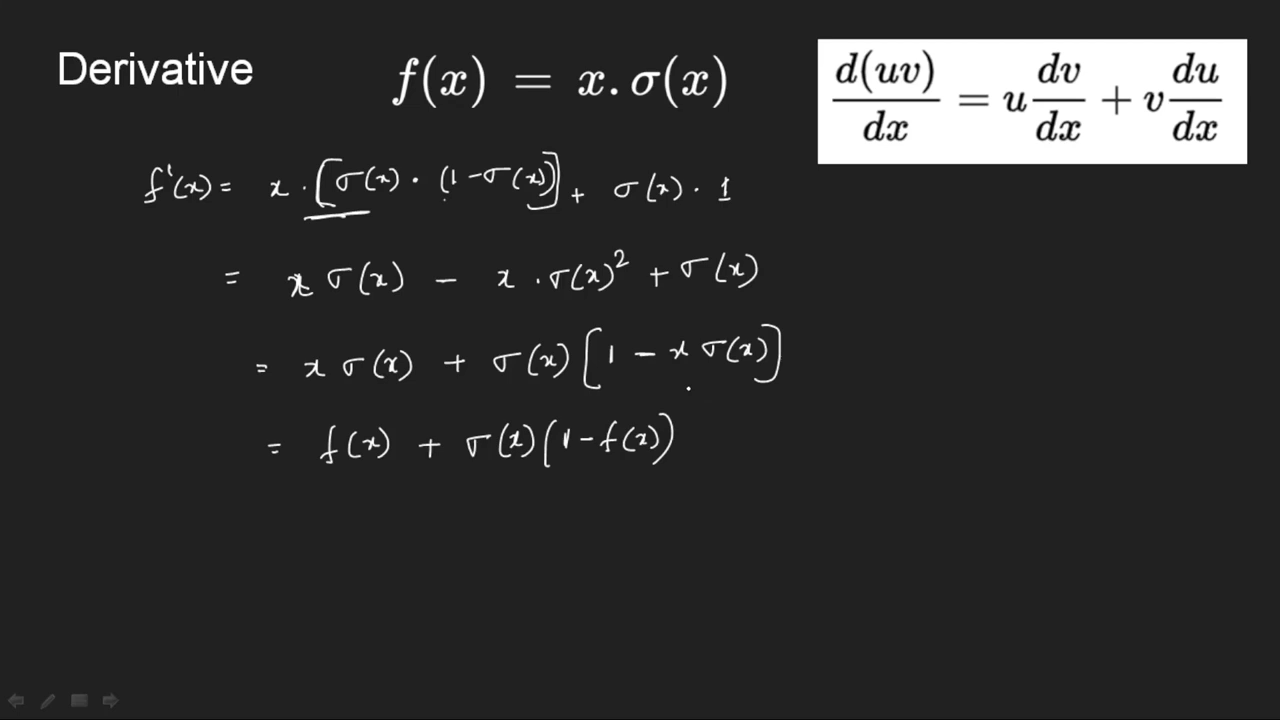 Derivative
f(x) = x.σ(x)
d(uv)/dx = u dv/dx + v du/dx
f'(x) = x · [σ(x) · (1 - σ(x))] + σ(x) · 1
= x σ(x) - x · σ(x)² + σ(x)
= x σ(x) + σ(x) [1 - x σ(x)]
= f(x) + σ(x)(1 - f(x))